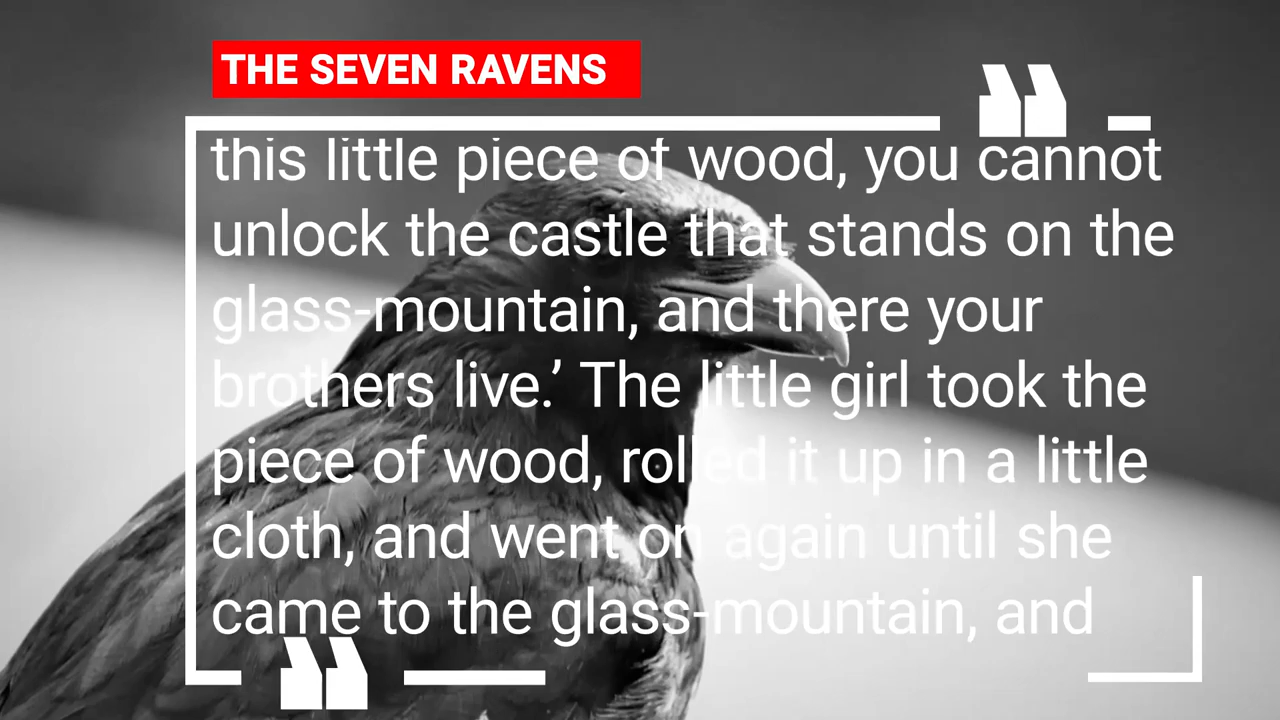 THE SEVEN RAVENS
this little piece of wood, you cannot
unlock the castle that stands on the
glass-mountain, and there your
brothers live.’ The little girl took the
piece of wood, rolled it up in a little
cloth, and went on again until she
came to the glass-mountain, and